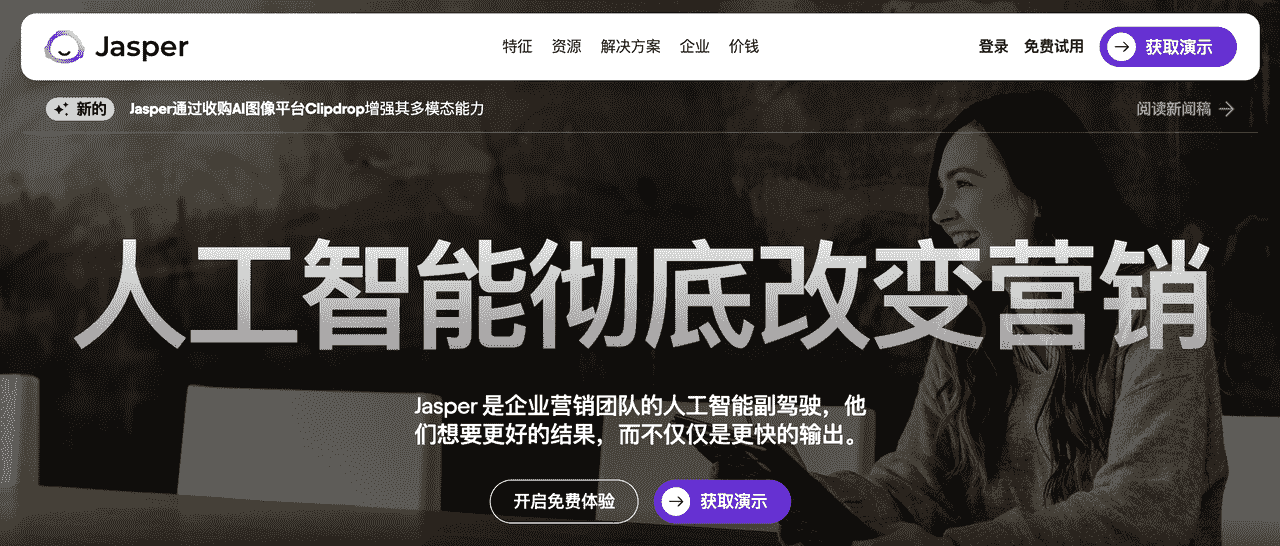 Jasper
特征 资源 解决方案 企业 价钱
登录 免费试用 获取演示
新的 Jasper通过收购AI图像平台Clipdrop增强其多模态能力
阅读新闻稿
人工智能彻底改变营销
Jasper 是企业营销团队的人工智能副驾驶，他
们想要更好的结果，而不仅仅是更快的输出。
开启免费体验 获取演示